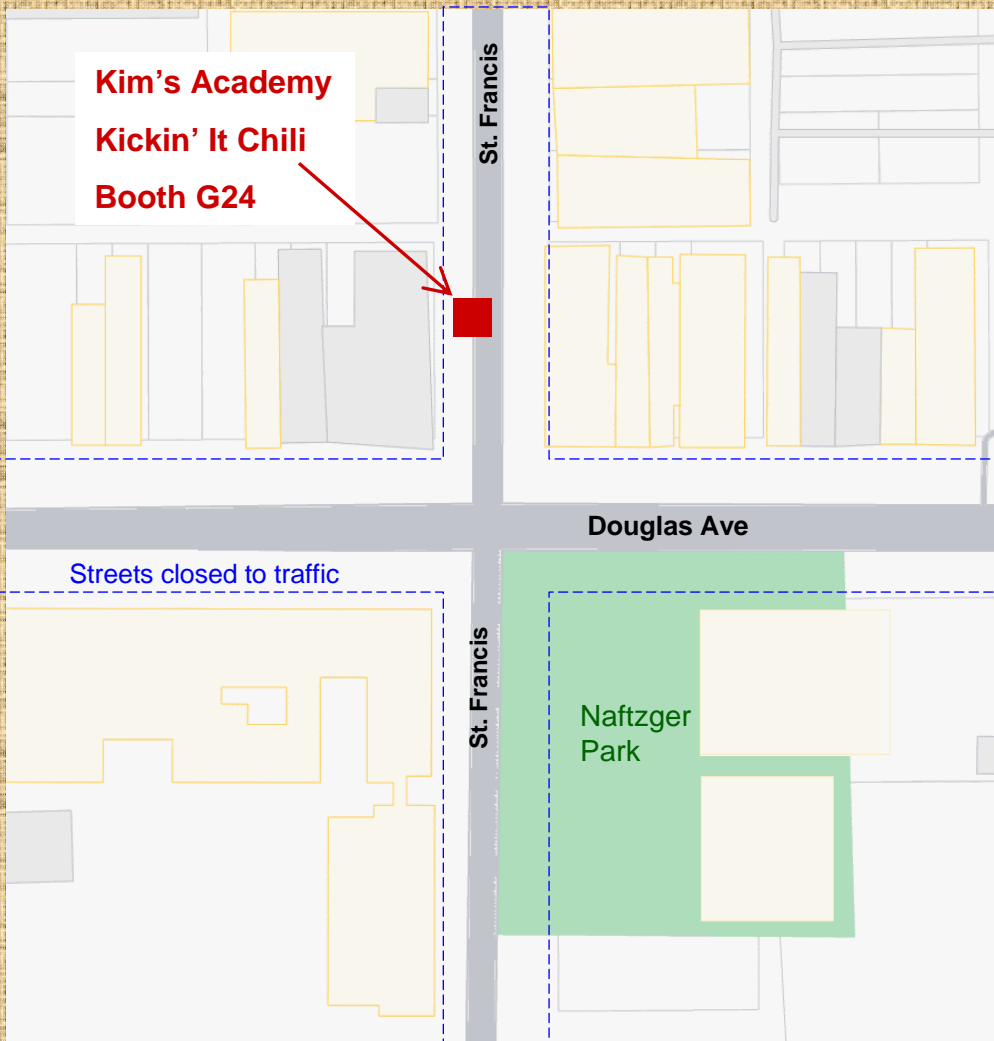 Kim’s Academy
Kickin’ It Chili
Booth G24
St. Francis
Douglas Ave
Streets closed to traffic
St. Francis
Naftzger
Park